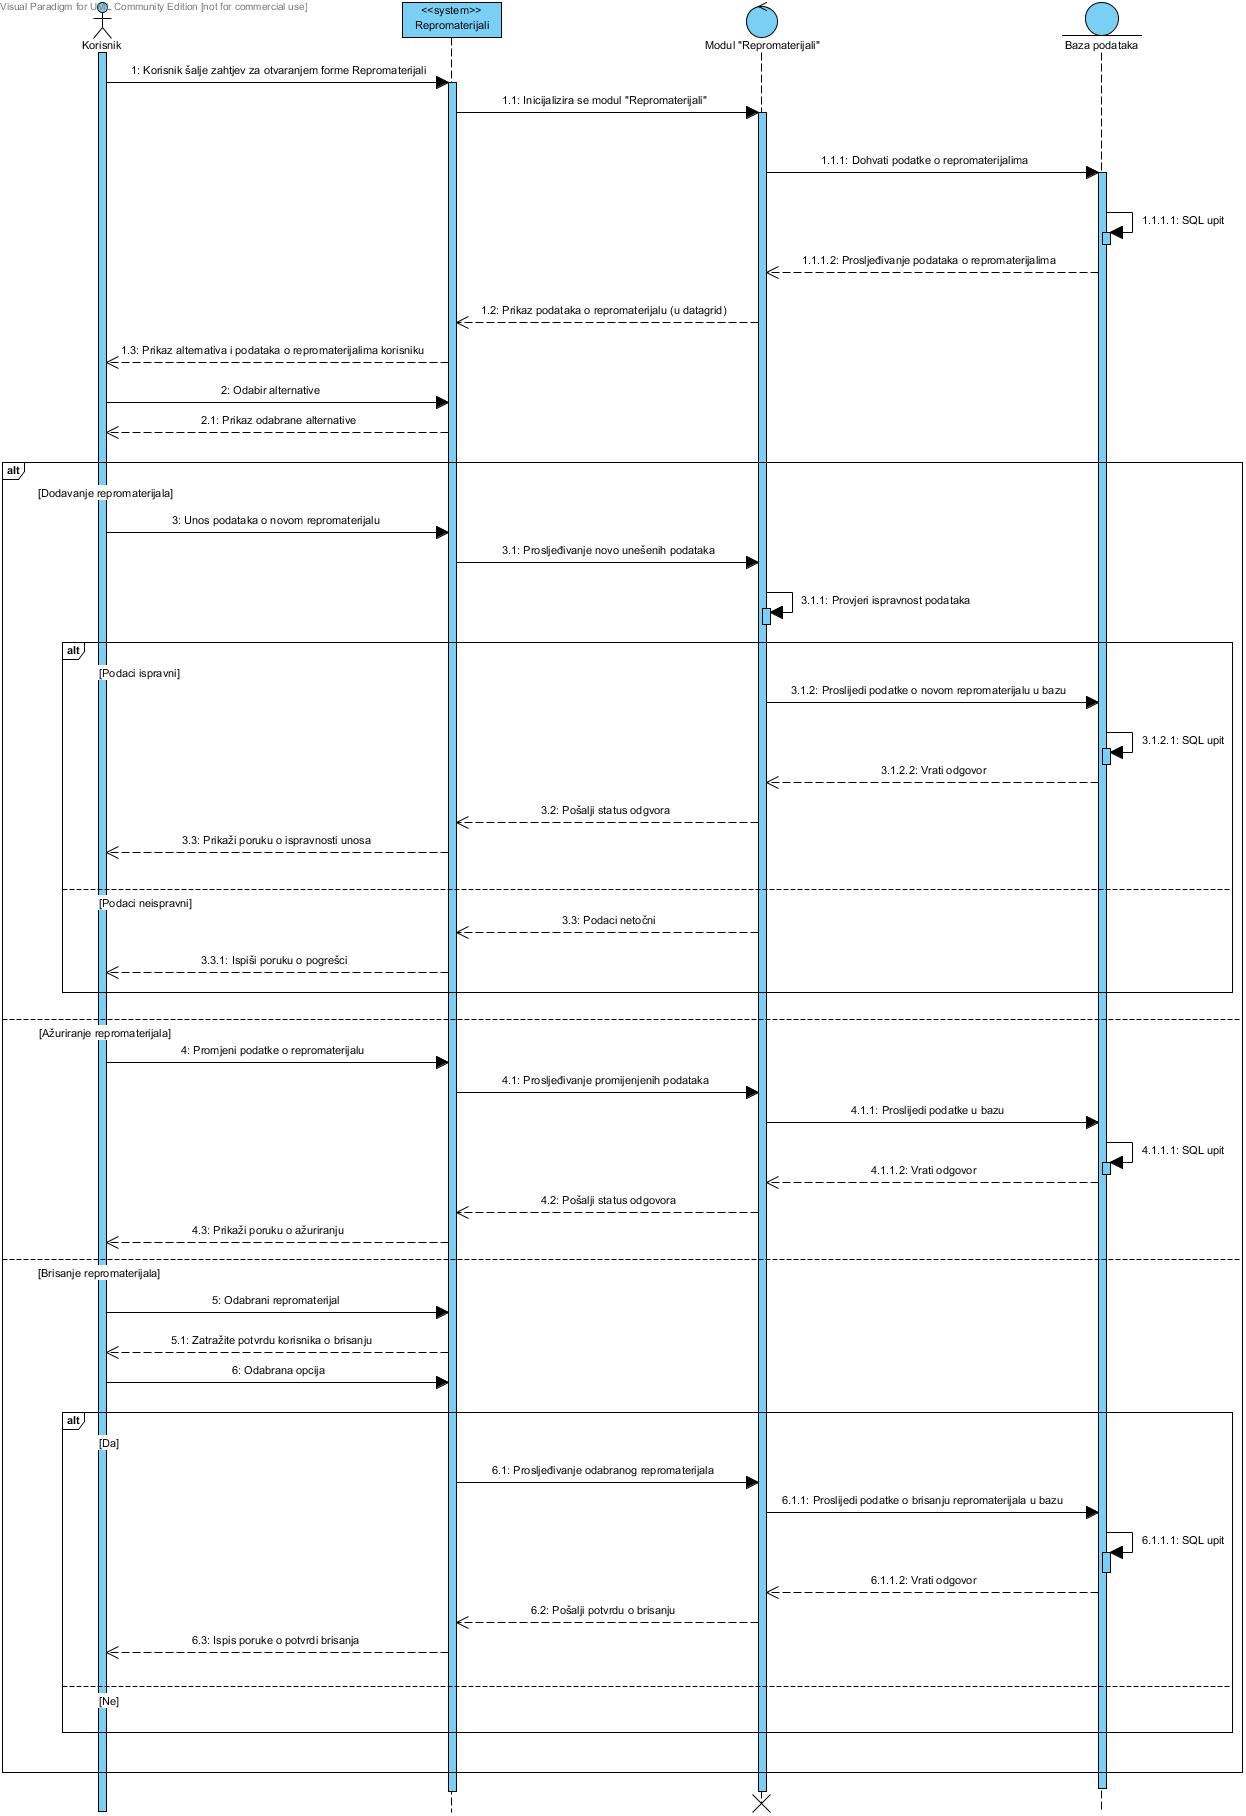 Visual Paradigm for UML Community Edition [not for commercial use]
<<system>>
Repromaterijali
Korisnik
Modul "Repromaterijali"
Baza podataka
1: Korisnik šalje zahtjev za otvaranjem forme Repromaterijali
1.1: Inicijalizira se modul "Repromaterijali"
1.1.1: Dohvati podatke o repromaterijalima
1.1.1.1: SQL upit
1.1.1.2: Prosljeđivanje podataka o repromaterijalima
1.2: Prikaz podataka o repromaterijalu (u datagrid)
1.3: Prikaz alternativa i podataka o repromaterijalima korisniku
2: Odabir alternative
2.1: Prikaz odabrane alternative
alt
[Dodavanje repromaterijala]
3: Unos podataka o novom repromaterijalu
3.1: Prosljeđivanje novo unešenih podataka
3.1.1: Provjeri ispravnost podataka
alt
[Podaci ispravni]
3.1.2: Proslijedi podatke o novom repromaterijalu u bazu
3.1.2.1: SQL upit
3.1.2.2: Vrati odgovor
3.2: Pošalji status odgvora
3.3: Prikaži poruku o ispravnosti unosa
[Podaci neispravni]
3.3: Podaci netočni
3.3.1: Ispiši poruku o pogrešci
[Ažuriranje repromaterijala]
4: Promjeni podatke o repromaterijalu
4.1: Prosljeđivanje promijenjenih podataka
4.1.1: Proslijedi podatke u bazu
4.1.1.1: SQL upit
4.1.1.2: Vrati odgovor
4.2: Pošalji status odgovora
4.3: Prikaži poruku o ažuriranju
[Brisanje repromaterijala]
5: Odabrani repromaterijal
5.1: Zatražite potvrdu korisnika o brisanju
6: Odabrana opcija
alt
[Da]
6.1: Prosljeđivanje odabranog repromaterijala
6.1.1: Proslijedi podatke o brisanju repromaterijala u bazu
6.1.1.1: SQL upit
6.1.1.2: Vrati odgovor
6.2: Pošalji potvrdu o brisanju
6.3: Ispis poruke o potvrdi brisanja
[Ne]